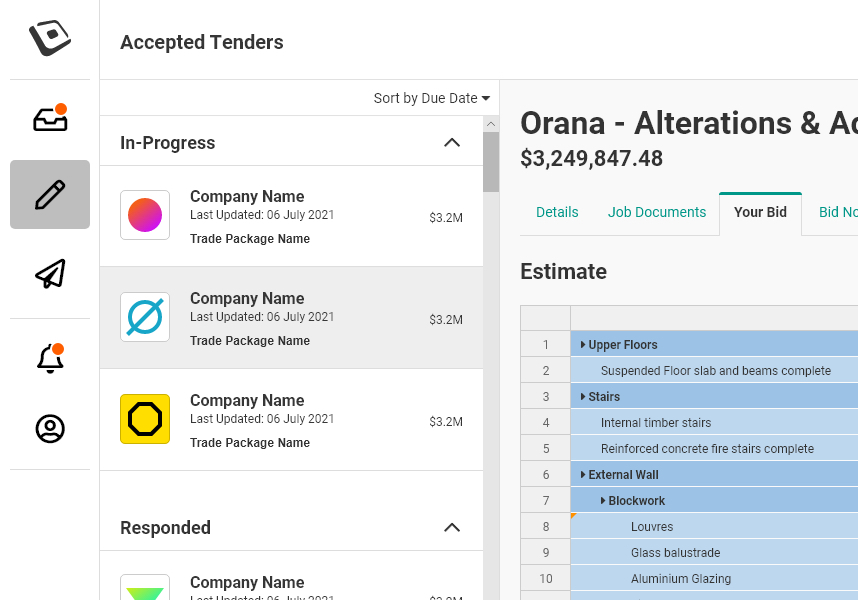 Accepted Tenders
Sort by Due Date
In-Progress
Company Name
Last Updated: 06 July 2021
$3.2M
Trade Package Name
Company Name
Last Updated: 06 July 2021
$3.2M
Trade Package Name
Company Name
Last Updated: 06 July 2021
$3.2M
Trade Package Name
Responded
Company Name
Last Updated: 06 July 2021
$3.2M
Orana - Alterations & Ad
$3,249,847.48
Details Job Documents Your Bid Bid No
Estimate
1 Upper Floors
2 Suspended Floor slab and beams complete
3 Stairs
4 Internal timber stairs
5 Reinforced concrete fire stairs complete
6 External Wall
7 Blockwork
8 Louvres
9 Glass balustrade
10 Aluminium Glazing